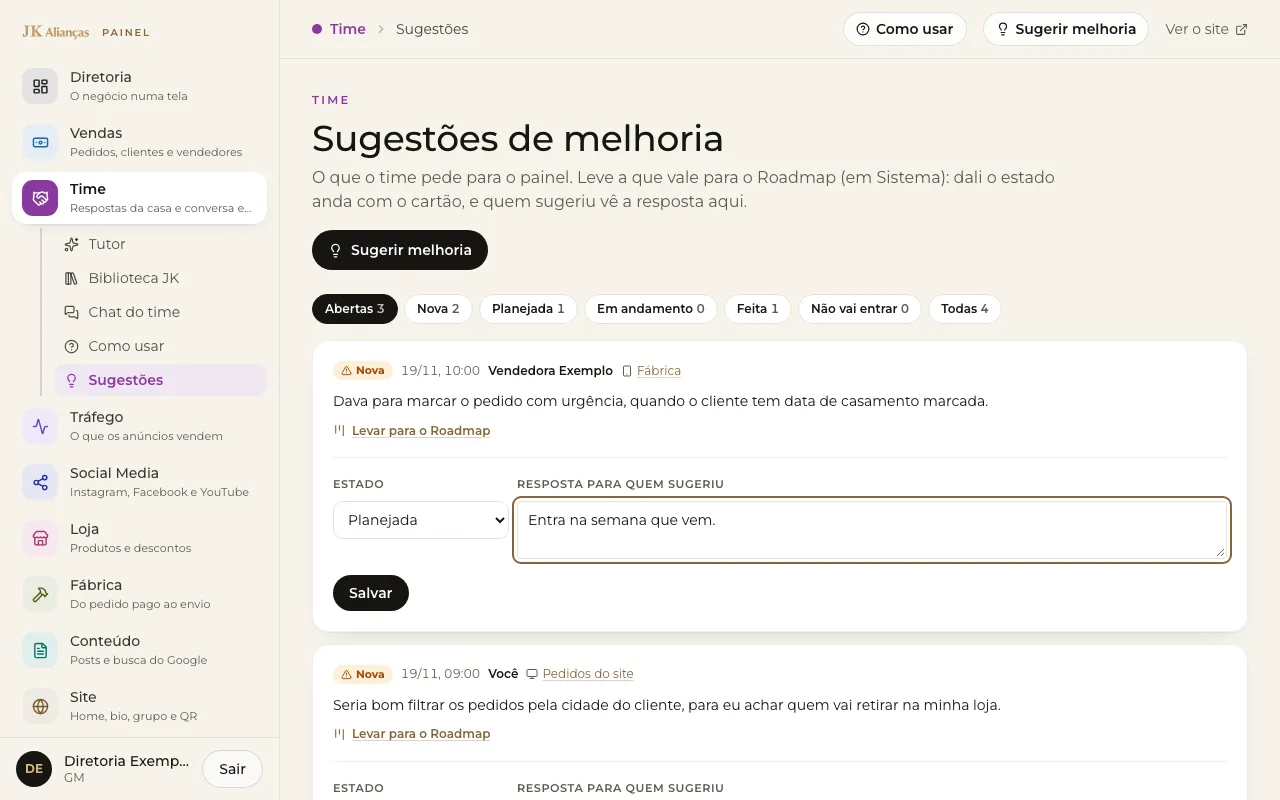 JK Alianças PAINEL
Diretoria
O negócio numa tela
Vendas
Pedidos, clientes e vendedores
Time
Respostas da casa e conversa e...
Tutor
Biblioteca JK
Chat do time
Como usar
Sugestões
Tráfego
O que os anúncios vendem
Social Media
Instagram, Facebook e YouTube
Loja
Produtos e descontos
Fábrica
Do pedido pago ao envio
Conteúdo
Posts e busca do Google
Site
Home, bio, grupo e QR
DE
Diretoria Exemp...
GM
Sair
Time > Sugestões
Como usar
Sugerir melhoria
Ver o site
TIME
Sugestões de melhoria
O que o time pede para o painel. Leve a que vale para o Roadmap (em Sistema): dali o estado
anda com o cartão, e quem sugeriu vê a resposta aqui.
Sugerir melhoria
Abertas 3
Nova 2
Planejada 1
Em andamento 0
Feita 1
Não vai entrar 0
Todas 4
Nova 19/11, 10:00 Vendedora Exemplo Fábrica
Dava para marcar o pedido com urgência, quando o cliente tem data de casamento marcada.
Levar para o Roadmap
ESTADO
RESPOSTA PARA QUEM SUGERIU
Planejada
Entra na semana que vem.
Salvar
Nova 19/11, 09:00 Você Pedidos do site
Seria bom filtrar os pedidos pela cidade do cliente, para eu achar quem vai retirar na minha loja.
Levar para o Roadmap
ESTADO
RESPOSTA PARA QUEM SUGERIU